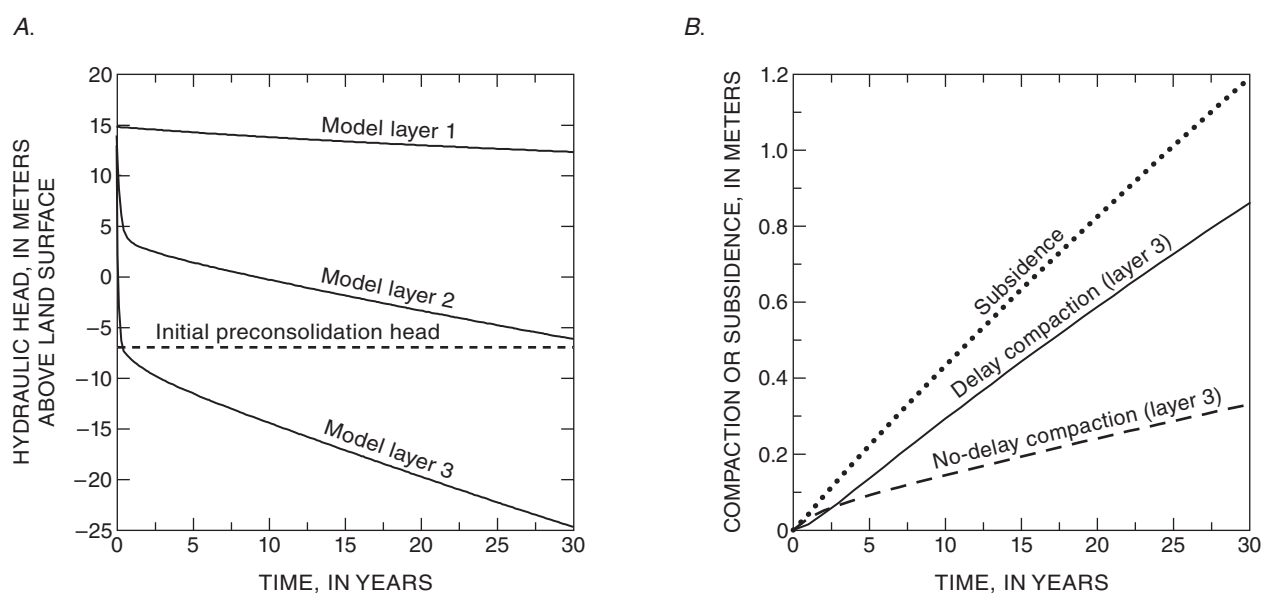 A.
HYDRAULIC HEAD, IN METERS
ABOVE LAND SURFACE
20
15
10
5
0
−5
−10
−15
−20
−25
Model layer 1
Model layer 2
Initial preconsolidation head
Model layer 3
0 5 10 15 20 25 30
TIME, IN YEARS
B.
COMPACTION OR SUBSIDENCE, IN METERS
1.2
1.0
0.8
0.6
0.4
0.2
0
Subsidence
Delay compaction (layer 3)
No-delay compaction (layer 3)
0 5 10 15 20 25 30
TIME, IN YEARS